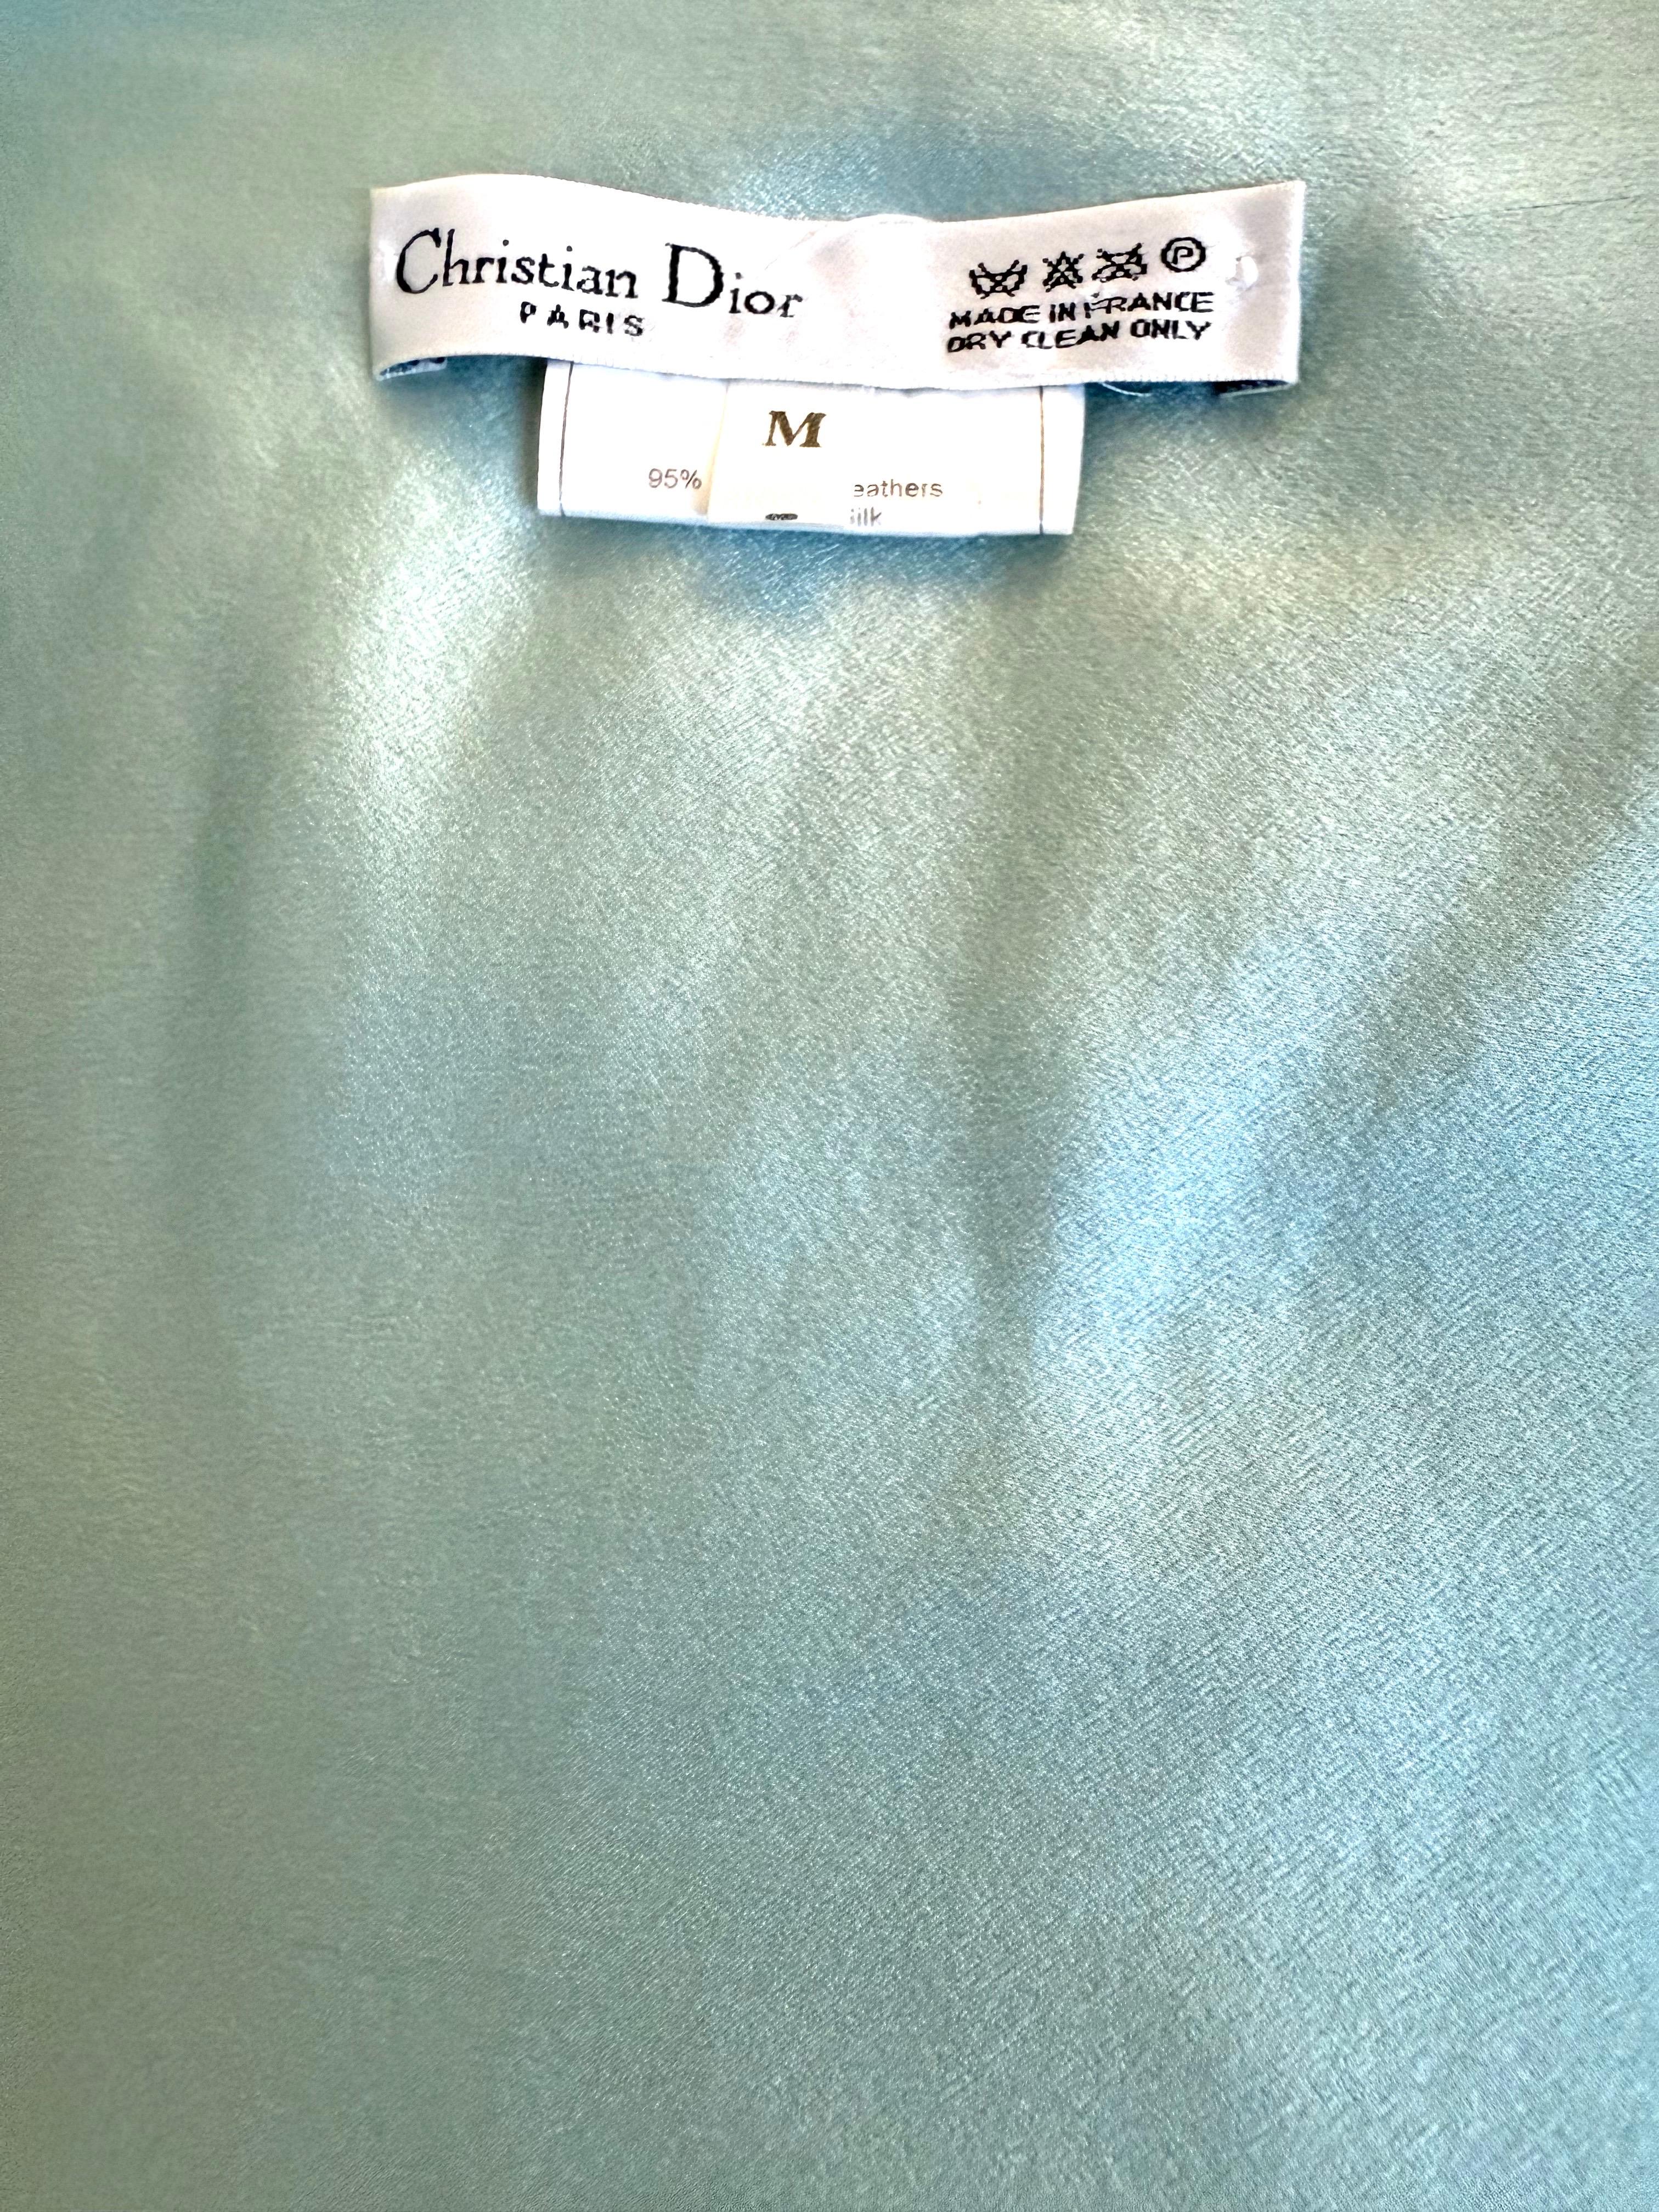 Christian Dior
PARIS
Ⓟ
MADE IN FRANCE
DRY CLEAN ONLY
M
95% eathers
ilk